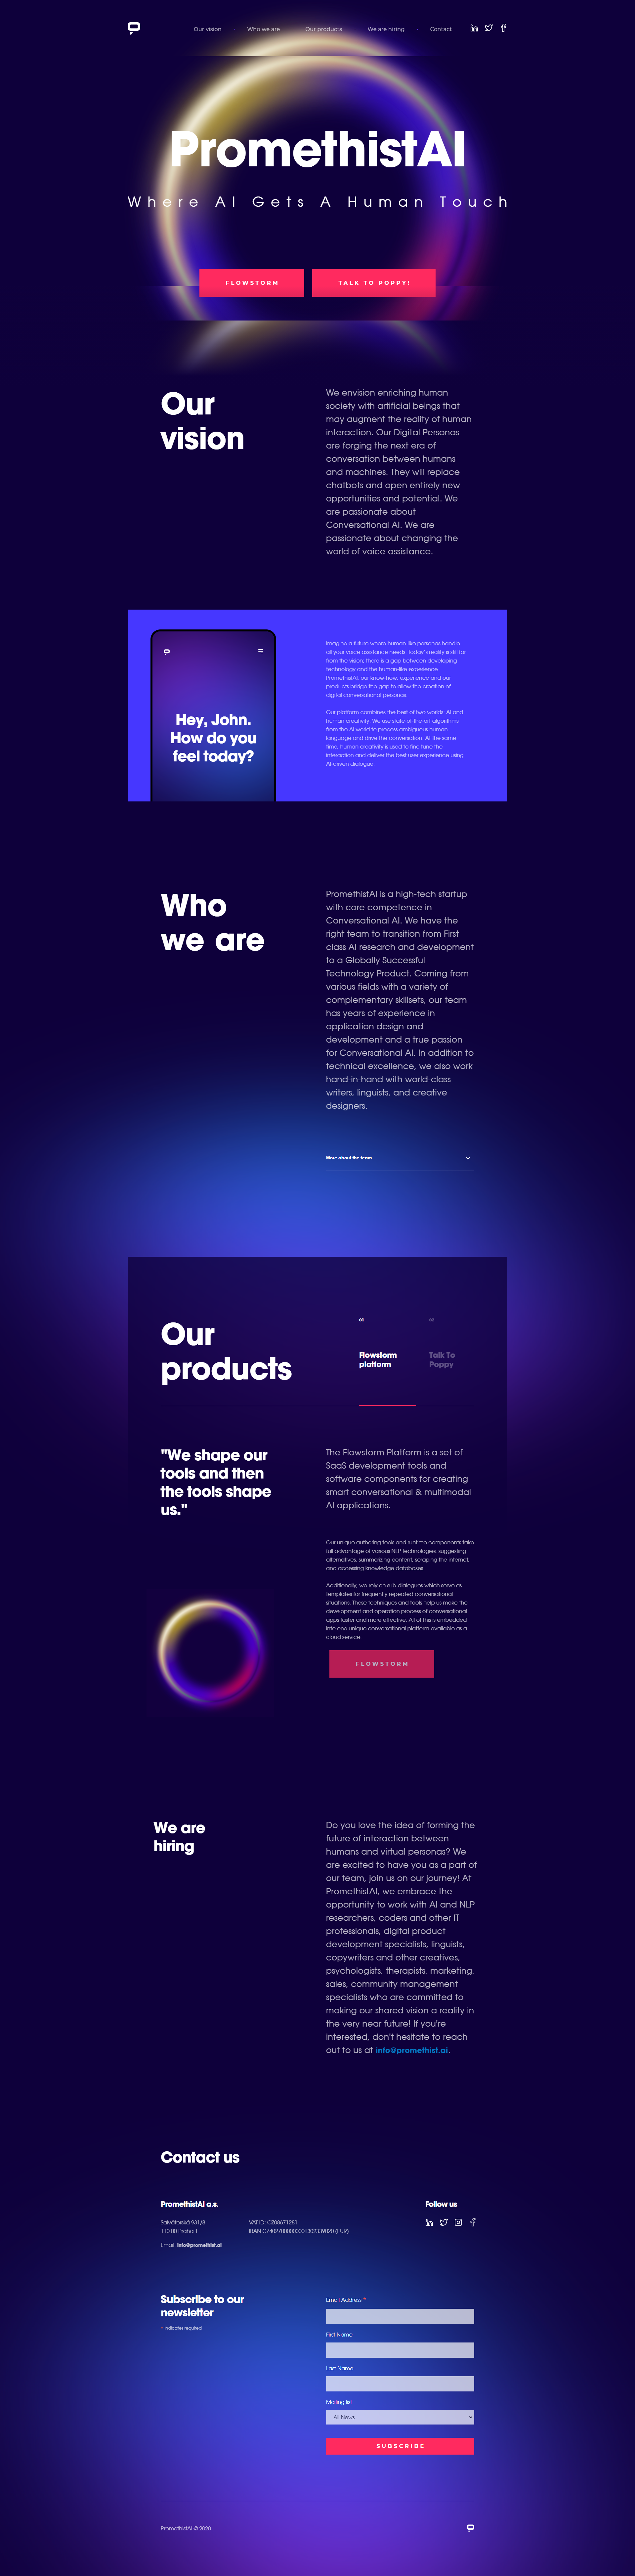 Our vision
Who we are
Our products
We are hiring
Contact
PromethistAI
Where AI Gets A Human Touch
FLOWSTORM
TALK TO POPPY!
Our
vision
We envision enriching human
society with artificial beings that
may augment the reality of human
interaction. Our Digital Personas
are forging the next era of
conversation between humans
and machines. They will replace
chatbots and open entirely new
opportunities and potential. We
are passionate about
Conversational AI. We are
passionate about changing the
world of voice assistance.
Hey, John.
How do you
feel today?
Imagine a future where human-like personas handle
all your voice assistance needs. Today's reality is still far
from the vision; there is a gap between developing
technology and the human-like experience.
PromethistAI, our know-how, experience and our
products bridge the gap to allow the creation of
digital conversational personas.
Our platform combines the best of two worlds: AI and
human creativity. We use state-of-the-art algorithms
from the AI world to process ambiguous human
language and drive the conversation. At the same
time, human creativity is used to fine tune the
interaction and deliver the best user experience using
AI-driven dialogue.
Who
we are
PromethistAI is a high-tech startup
with core competence in
Conversational AI. We have the
right team to transition from First
class AI research and development
to a Globally Successful
Technology Product. Coming from
various fields with a variety of
complementary skillsets, our team
has years of experience in
application design and
development and a true passion
for Conversational AI. In addition to
technical excellence, we also work
hand-in-hand with world-class
writers, linguists, and creative
designers.
More about the team
Our
products
01
Flowstorm
platform
02
Talk To
Poppy
"We shape our
tools and then
the tools shape
us."
The Flowstorm Platform is a set of
SaaS development tools and
software components for creating
smart conversational & multimodal
AI applications.
Our unique authoring tools and runtime components take
full advantage of various NLP technologies: suggesting
alternatives, summarizing content, scraping the internet,
and accessing knowledge databases.
Additionally, we rely on sub-dialogues which serve as
templates for frequently repeated conversational
situations. These techniques and tools help us make the
development and operation process of conversational
apps faster and more effective. All of this is embedded
into one unique conversational platform available as a
cloud service.
FLOWSTORM
We are
hiring
Do you love the idea of forming the
future of interaction between
humans and virtual personas? We
are excited to have you as a part of
our team, join us on our journey! At
PromethistAI, we embrace the
opportunity to work with AI and NLP
researchers, coders and other IT
professionals, digital product
development specialists, linguists,
copywriters and other creatives,
psychologists, therapists, marketing,
sales, community management
specialists who are committed to
making our shared vision a reality in
the very near future! If you're
interested, don't hesitate to reach
out to us at info@promethist.ai.
Contact us
PromethistAI a.s.
Salvátorská 931/8
110 00 Praha 1
Email: info@promethist.ai
VAT ID: CZ08671281
Follow us
Subscribe to our
newsletter
* indicates required
Email Address *
First Name
Last Name
Mailing list
All News
SUBSCRIBE
PromethistAI © 2020.